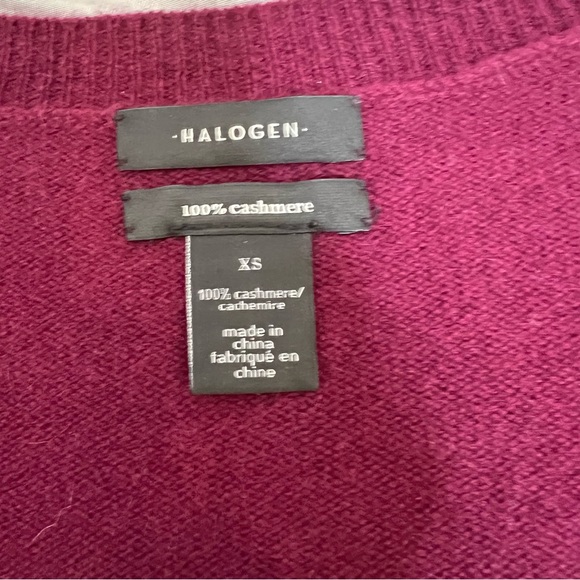 -HALOGEN-
100% cashmere
XS
100% cashmere/
cachemire
made in
china
fabriqué en
chine